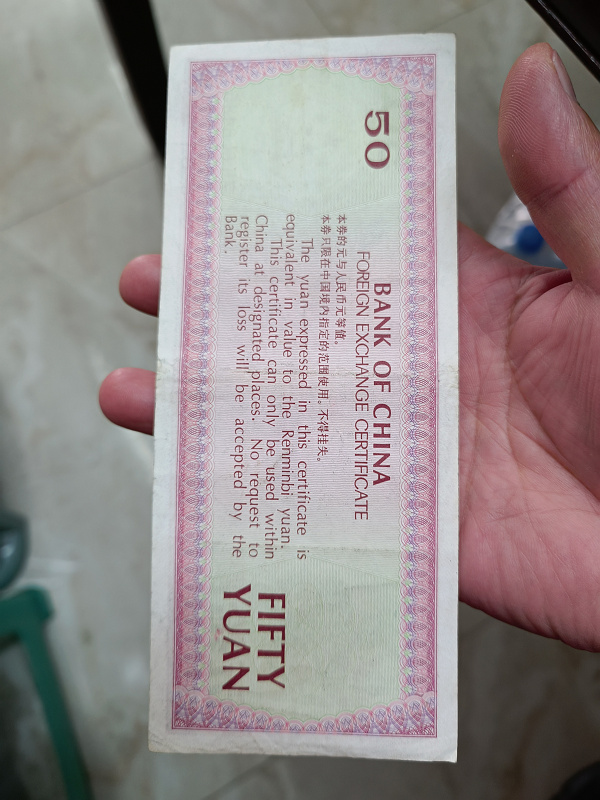 50
BANK OF CHINA
FOREIGN EXCHANGE CERTIFICATE
本券的元与人民币元等值。
本券只限在中国境内指定的范围使用。不得挂失。
The yuan expressed in this certificate is
equivalent in value to the Renminbi yuan.
This certificate can only be used within
China at designated places. No request to
register its loss will be accepted by the
Bank.
FIFTY
YUAN